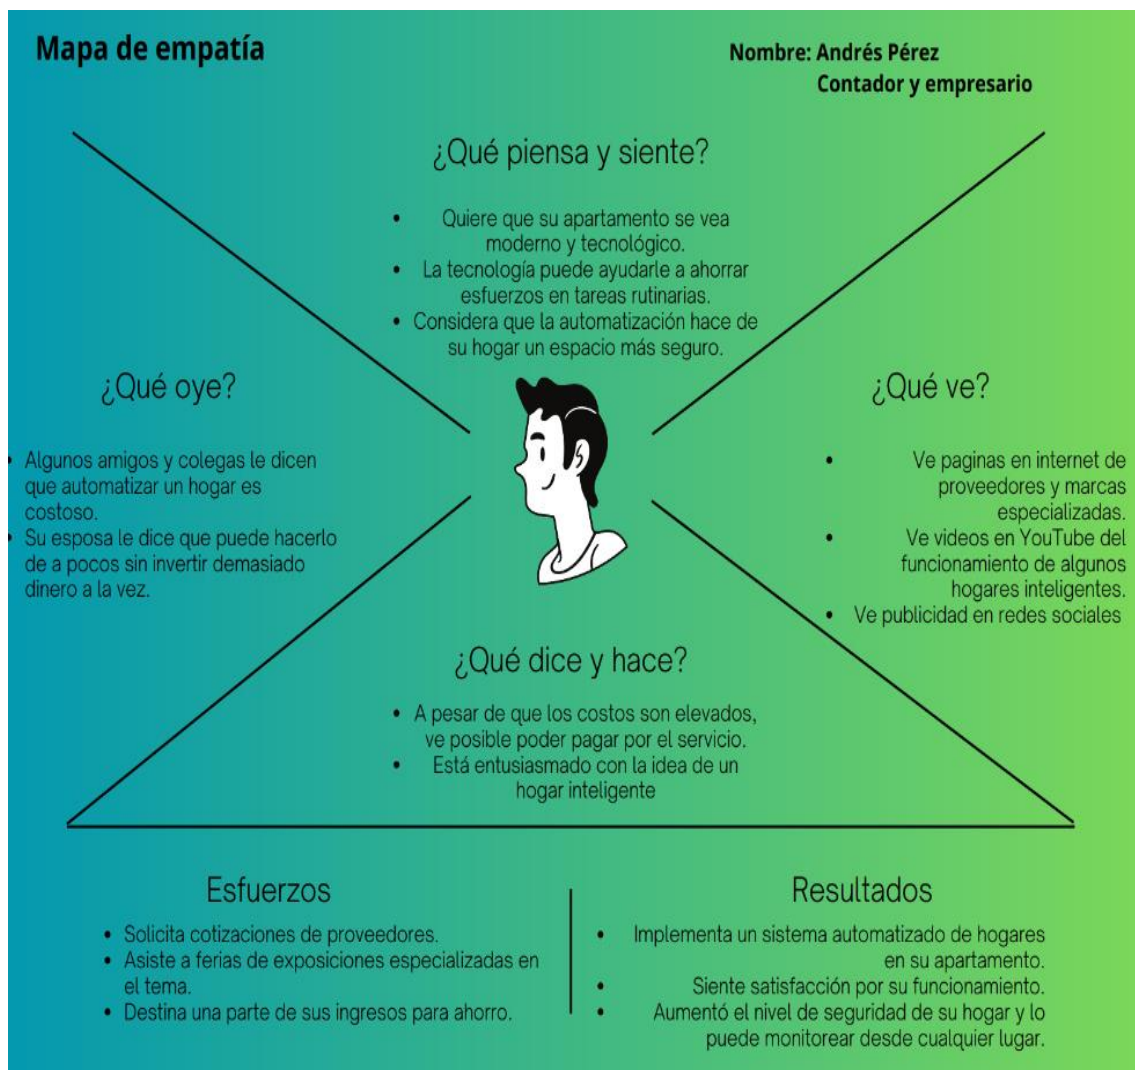 Mapa de empatía
Nombre: Andrés Pérez
Contador y empresario
¿Qué piensa y siente?
• Quiere que su apartamento se vea
moderno y tecnológico.
• La tecnología puede ayudarle a ahorrar
esfuerzos en tareas rutinarias.
• Considera que la automatización hace de
su hogar un espacio más seguro.
¿Qué oye?
• Algunos amigos y colegas le dicen
que automatizar un hogar es
costoso.
• Su esposa le dice que puede hacerlo
de a pocos sin invertir demasiado
dinero a la vez.
¿Qué ve?
• Ve paginas en internet de
proveedores y marcas
especializadas.
• Ve videos en YouTube del
funcionamiento de algunos
hogares inteligentes.
• Ve publicidad en redes sociales
¿Qué dice y hace?
• A pesar de que los costos son elevados,
ve posible poder pagar por el servicio.
• Está entusiasmado con la idea de un
hogar inteligente
Esfuerzos
• Solicita cotizaciones de proveedores.
• Asiste a ferias de exposiciones especializadas en
el tema.
• Destina una parte de sus ingresos para ahorro.
Resultados
• Implementa un sistema automatizado de hogares
en su apartamento.
• Siente satisfacción por su funcionamiento.
• Aumentó el nivel de seguridad de su hogar y lo
puede monitorear desde cualquier lugar.